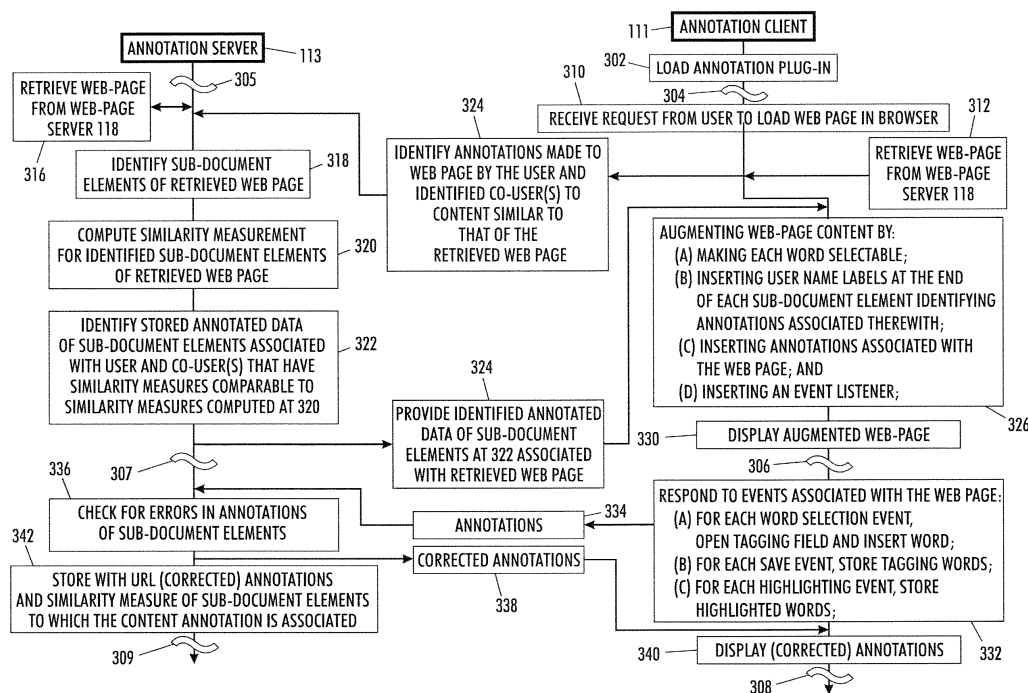 ANNOTATION SERVER
113
305
RETRIEVE WEB-PAGE
FROM WEB-PAGE
SERVER 118
316
IDENTIFY SUB-DOCUMENT
ELEMENTS OF RETRIEVED WEB PAGE
318
COMPUTE SIMILARITY MEASUREMENT
FOR IDENTIFIED SUB-DOCUMENT ELEMENTS
OF RETRIEVED WEB PAGE
320
IDENTIFY STORED ANNOTATED DATA
OF SUB-DOCUMENT ELEMENTS ASSOCIATED
WITH USER AND CO-USER(S) THAT HAVE
SIMILARITY MEASURES COMPARABLE TO
SIMILARITY MEASURES COMPUTED AT 320
322
307
336
CHECK FOR ERRORS IN ANNOTATIONS
OF SUB-DOCUMENT ELEMENTS
342
STORE WITH URL (CORRECTED) ANNOTATIONS
AND SIMILARITY MEASURE OF SUB-DOCUMENT ELEMENTS
TO WHICH THE CONTENT ANNOTATION IS ASSOCIATED
309
324
IDENTIFY ANNOTATIONS MADE TO
WEB PAGE BY THE USER AND
IDENTIFIED CO-USER(S) TO
CONTENT SIMILAR TO
THAT OF THE
RETRIEVED WEB PAGE
324
PROVIDE IDENTIFIED ANNOTATED
DATA OF SUB-DOCUMENT
ELEMENTS AT 322 ASSOCIATED
WITH RETRIEVED WEB PAGE
ANNOTATIONS
334
CORRECTED ANNOTATIONS
338
111
ANNOTATION CLIENT
302
LOAD ANNOTATION PLUG-IN
304
310
RECEIVE REQUEST FROM USER TO LOAD WEB PAGE IN BROWSER
312
RETRIEVE WEB-PAGE
FROM WEB-PAGE
SERVER 118
AUGMENTING WEB-PAGE CONTENT BY:
(A) MAKING EACH WORD SELECTABLE;
(B) INSERTING USER NAME LABELS AT THE END
OF EACH SUB-DOCUMENT ELEMENT IDENTIFYING
ANNOTATIONS ASSOCIATED THEREWITH;
(C) INSERTING ANNOTATIONS ASSOCIATED WITH
THE WEB PAGE; AND
(D) INSERTING AN EVENT LISTENER;
326
330
DISPLAY AUGMENTED WEB-PAGE
306
RESPOND TO EVENTS ASSOCIATED WITH THE WEB PAGE:
(A) FOR EACH WORD SELECTION EVENT,
OPEN TAGGING FIELD AND INSERT WORD;
(B) FOR EACH SAVE EVENT, STORE TAGGING WORDS;
(C) FOR EACH HIGHLIGHTING EVENT, STORE
HIGHLIGHTED WORDS;
332
340
DISPLAY (CORRECTED) ANNOTATIONS
308